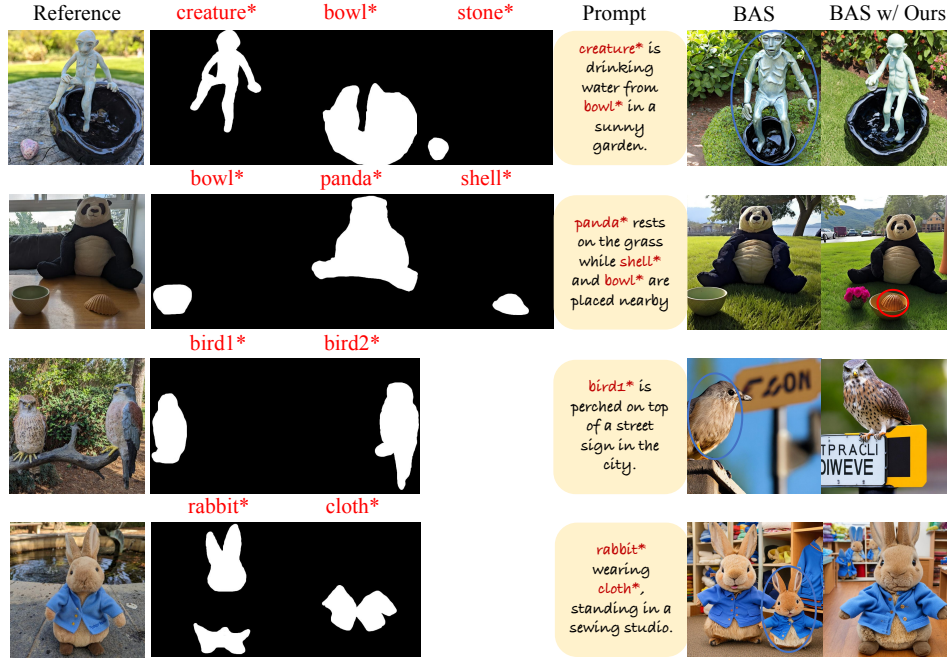 Reference creature* bowl* stone* Prompt BAS BAS w/ Ours
creature* is
drinking
water from
bowl* in a
sunny
garden.
bowl* panda* shell*
panda* rests
on the grass
while shell*
and bowl* are
placed nearby
bird1* bird2*
bird1* is
perched on top
of a street
sign in the
city.
TPRACLI
DIWEVE
rabbit* cloth*
rabbit*
wearing
cloth*,
standing in a
sewing studio.